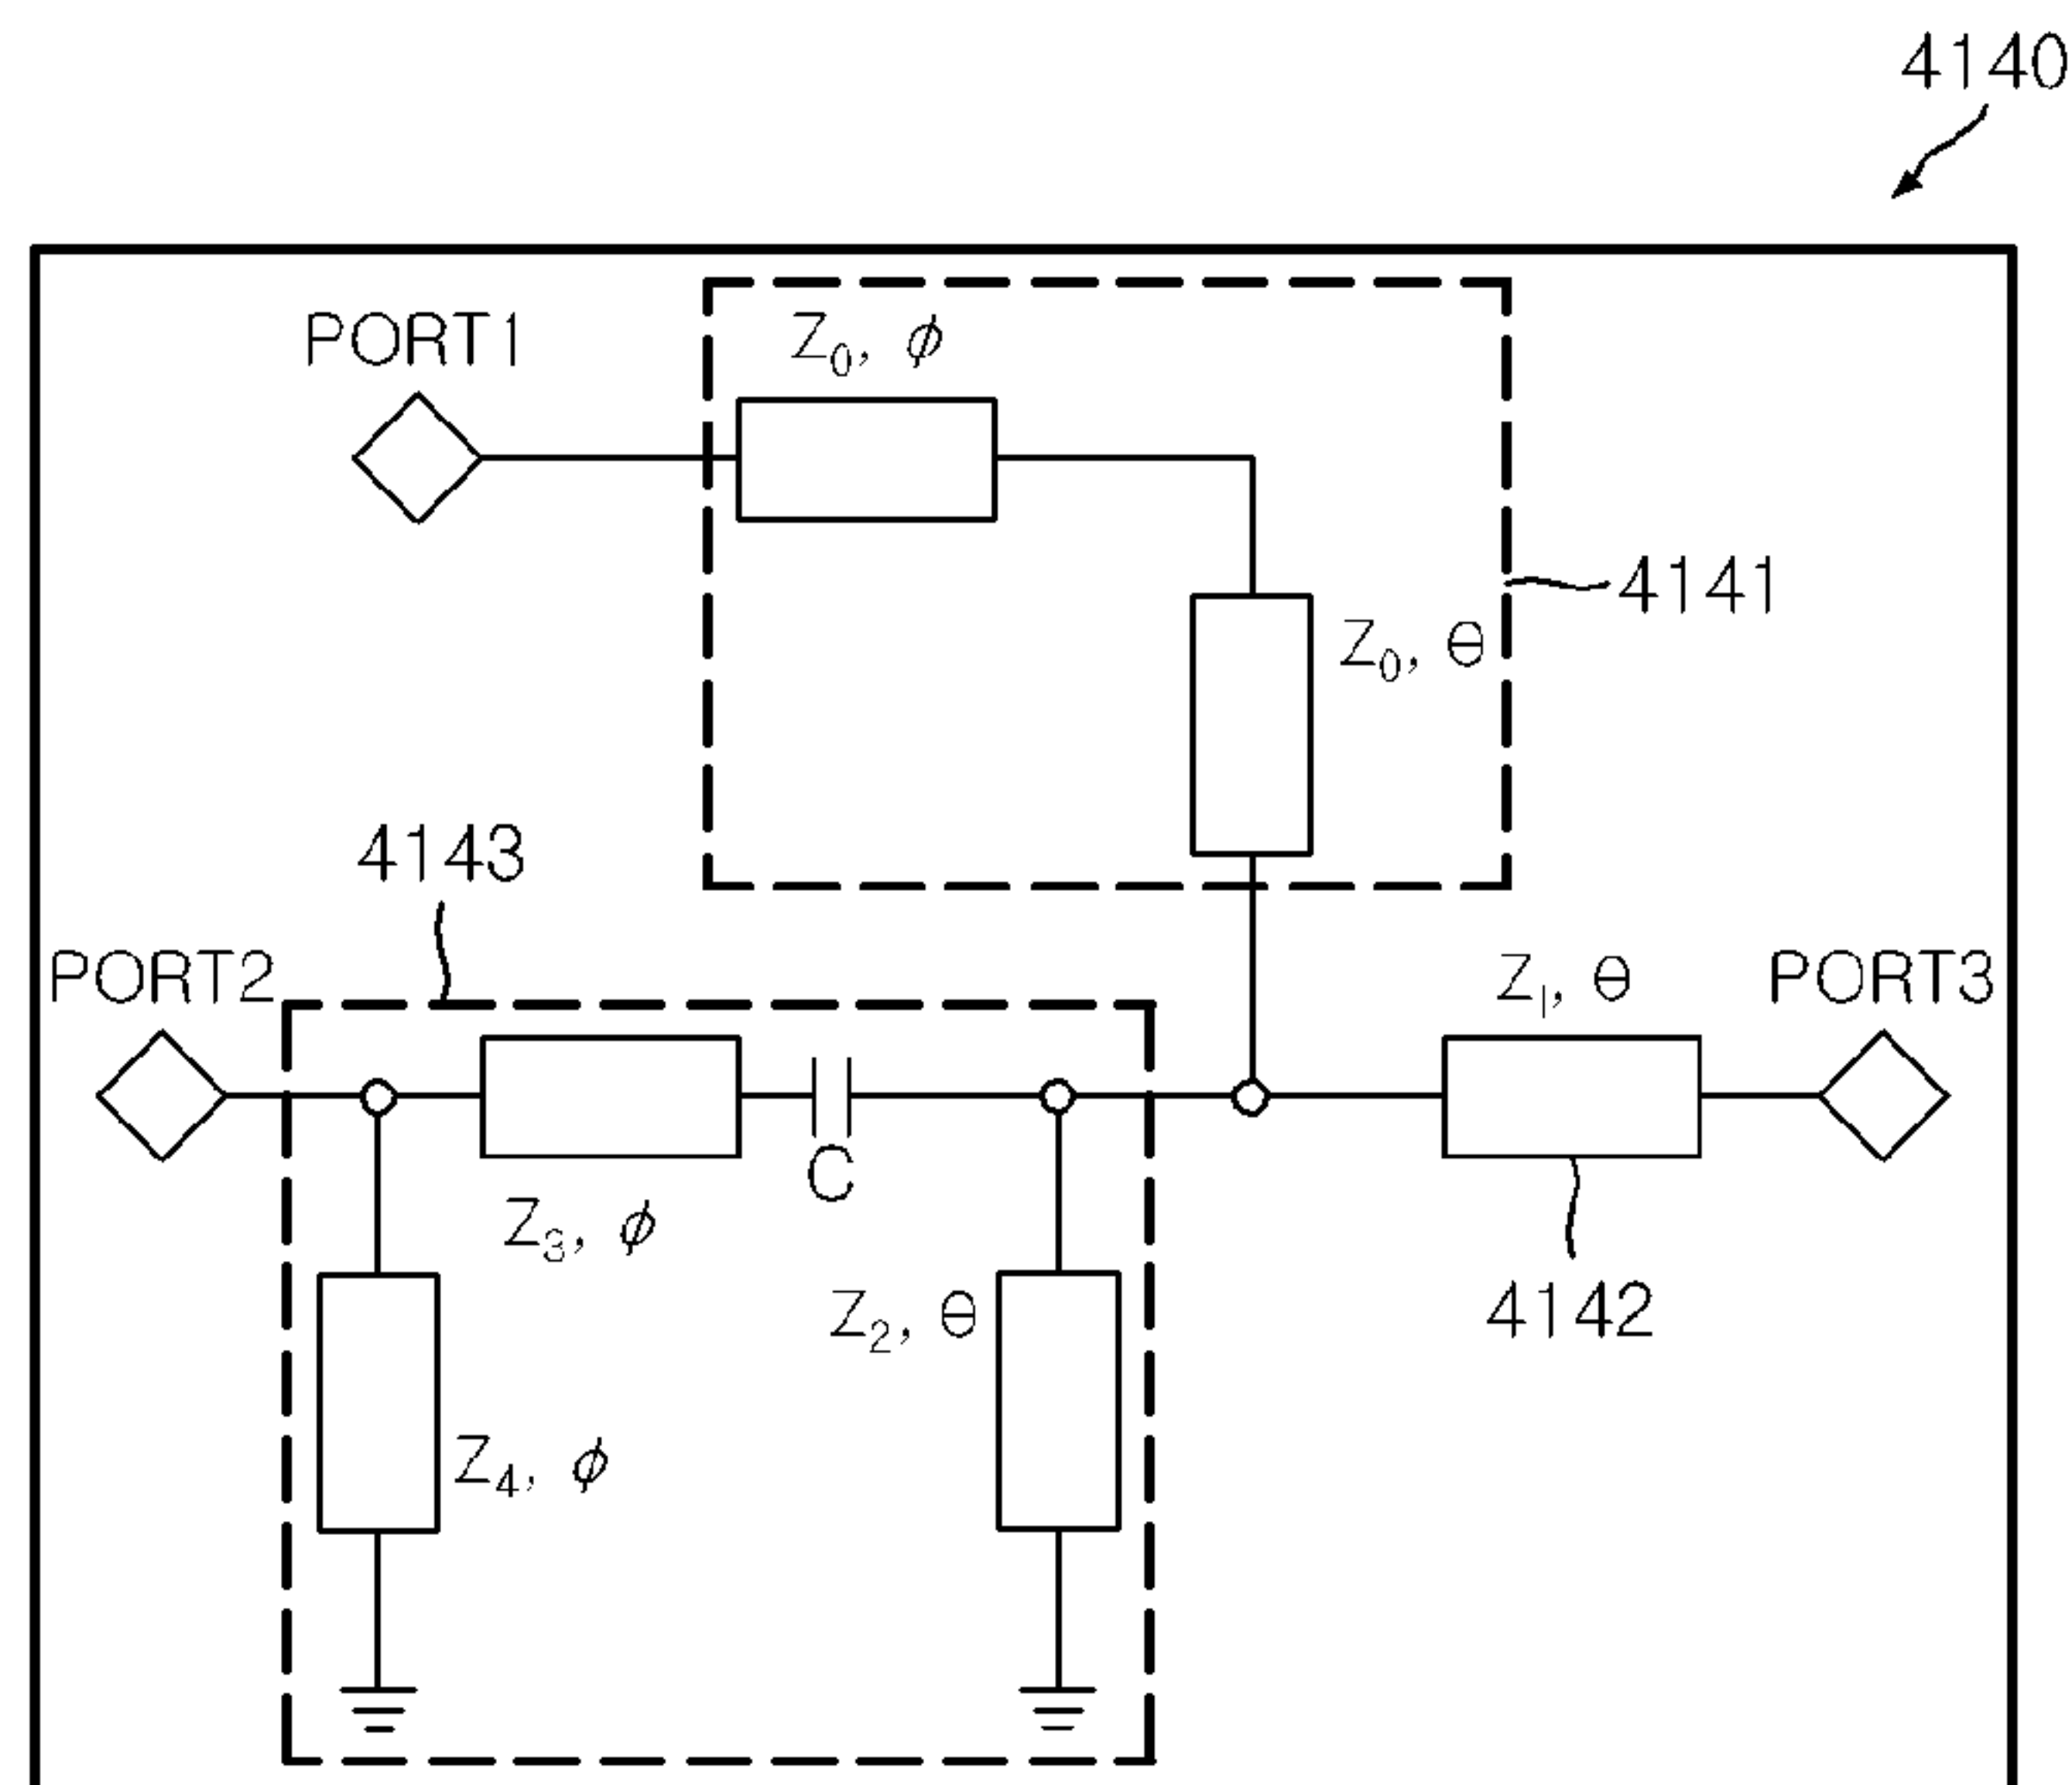 4140
PORT1
Z₀, ϕ
4141
Z₀, θ
4143
PORT2
Z₁, θ
PORT3
C
Z₃, ϕ
Z₂, θ
4142
Z₄, ϕ